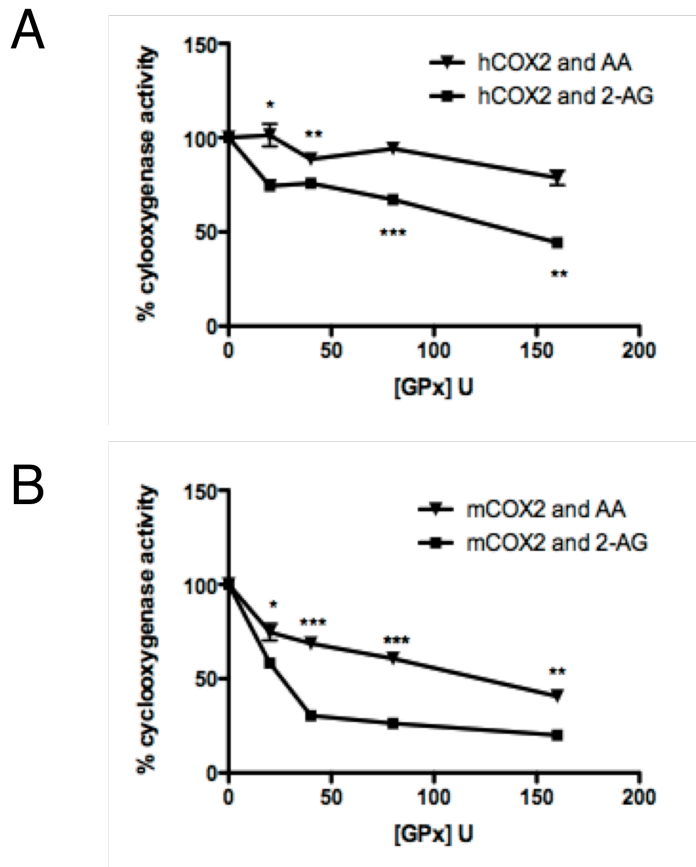 A
% cylooxygenase activity
150
100
50
0
*
**
***
**
hCOX2 and AA
hCOX2 and 2-AG
0 50 100 150 200
[GPx] U
B
% cyclooxygenase activity
150
100
50
0
*
***
***
**
mCOX2 and AA
mCOX2 and 2-AG
0 50 100 150 200
[GPx] U